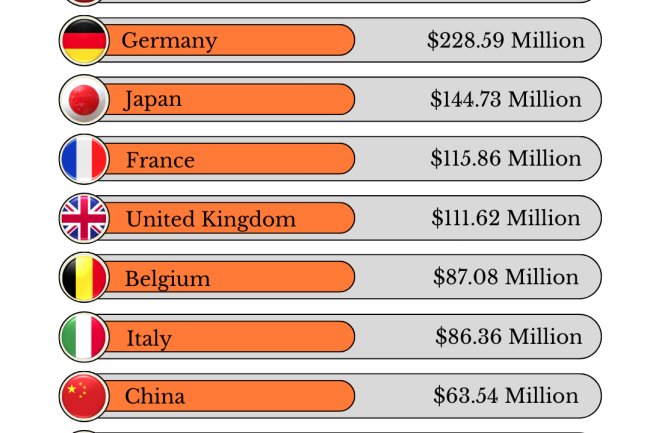 Germany $228.59 Million
Japan $144.73 Million
France $115.86 Million
United Kingdom $111.62 Million
Belgium $87.08 Million
Italy $86.36 Million
China $63.54 Million